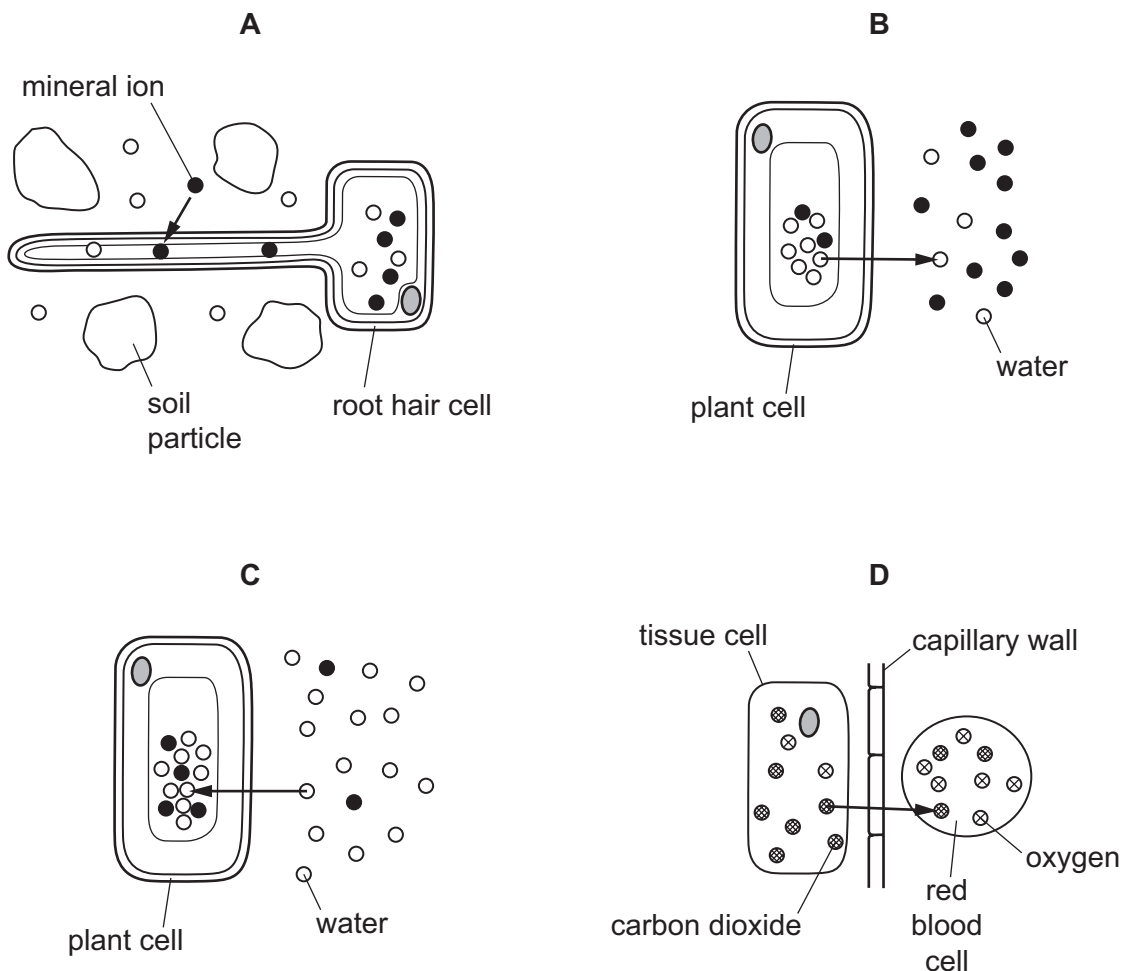 A
mineral ion
soil
particle
root hair cell
B
plant cell
water
C
plant cell
water
D
tissue cell
capillary wall
carbon dioxide
red
blood
cell
oxygen